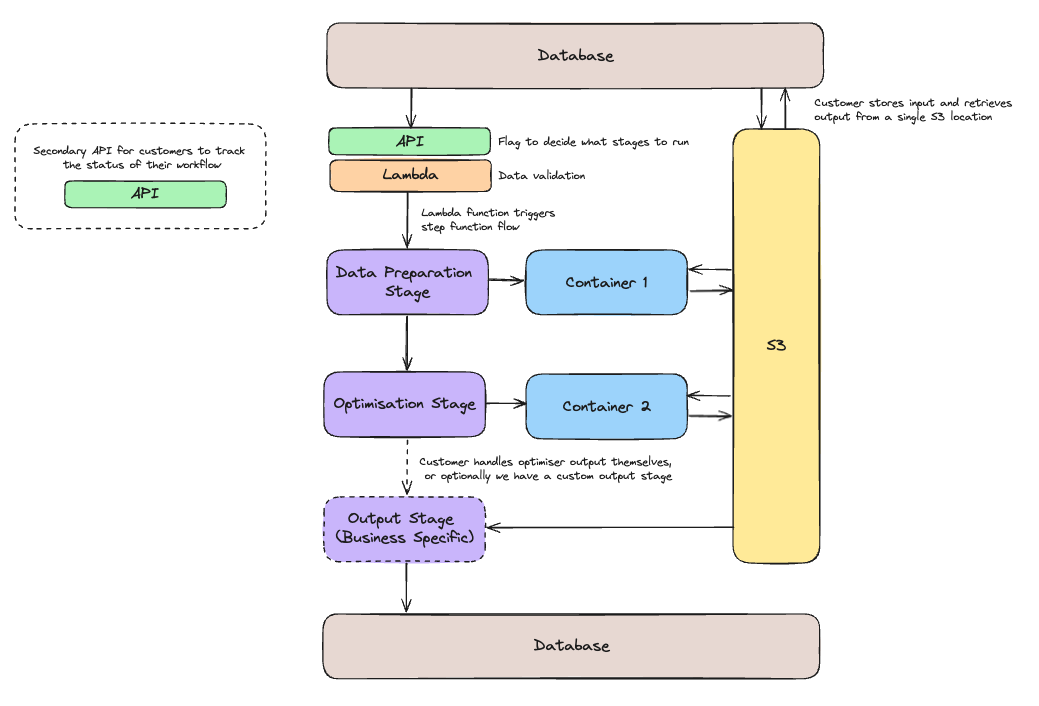 Database
Customer stores input and retrieves
output from a single S3 location
API
Flag to decide what stages to run
Secondary API for customers to track
the status of their workflow
API
Lambda
Data validation
Lambda function triggers
step function flow
Data Preparation
Stage
Container 1
S3
Optimisation Stage
Container 2
Customer handles optimiser output themselves,
or optionally we have a custom output stage
Output Stage
(Business Specific)
Database